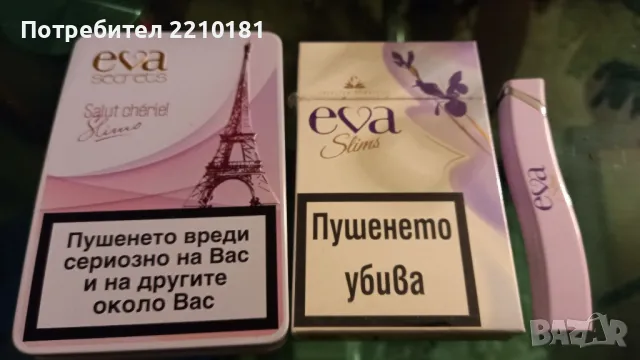 Потребител 2210181
eva
secrets
Salut chérie!
Slims
Пушенето вреди
сериозно на Вас
и на другите
около Вас
eva
Slims
Пушенето
убива
eva
BAZAR